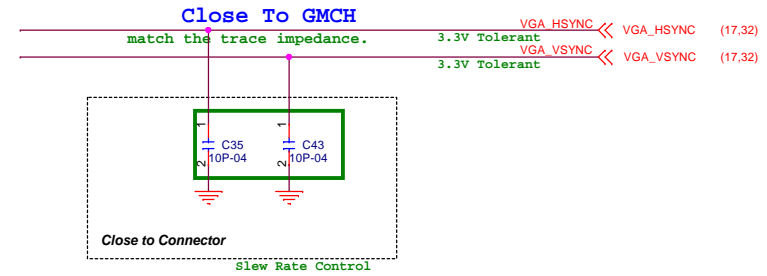 Close To GMCH
VGA_HSYNC
VGA_HSYNC (17,32)
match the trace impedance.
3.3V Tolerant
VGA_VSYNC
VGA_VSYNC (17,32)
3.3V Tolerant
1
1
C35
C43
10P-04
10P-04
2
2
Close to Connector
Slew Rate Control